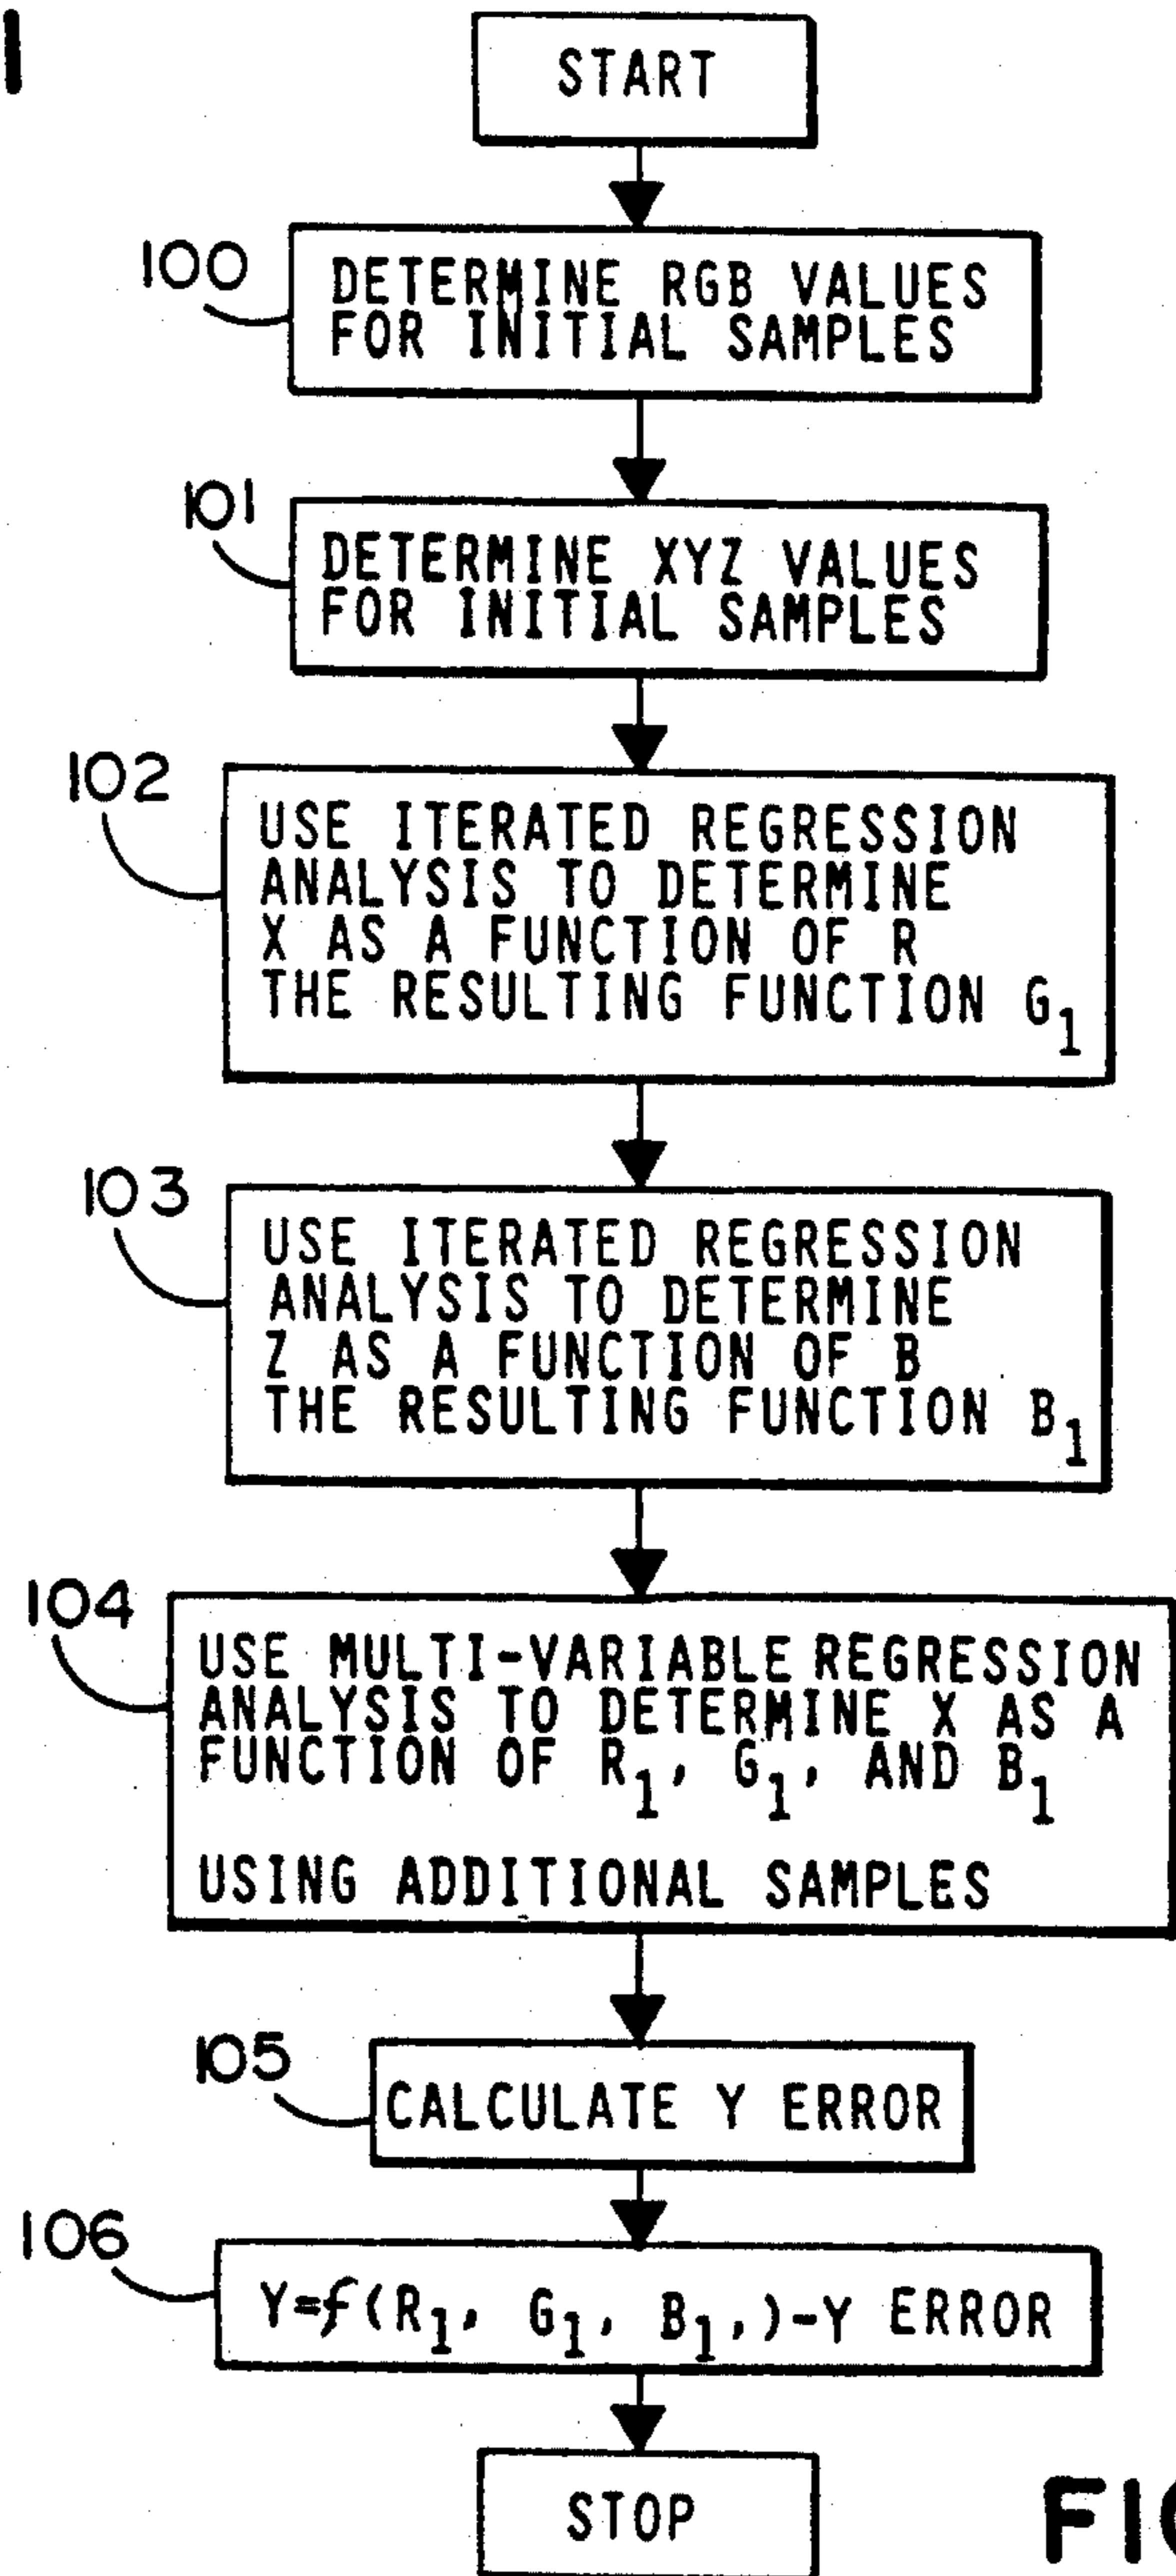 1
START
100
DETERMINE RGB VALUES
FOR INITIAL SAMPLES
101
DETERMINE XYZ VALUES
FOR INITIAL SAMPLES
102
USE ITERATED REGRESSION
ANALYSIS TO DETERMINE
X AS A FUNCTION OF R
THE RESULTING FUNCTION G₁
103
USE ITERATED REGRESSION
ANALYSIS TO DETERMINE
Z AS A FUNCTION OF B
THE RESULTING FUNCTION B₁
104
USE MULTI-VARIABLE REGRESSION
ANALYSIS TO DETERMINE X AS A
FUNCTION OF R₁, G₁, AND B₁
USING ADDITIONAL SAMPLES
105
CALCULATE Y ERROR
106
Y=f(R₁, G₁, B₁,)-Y ERROR
STOP